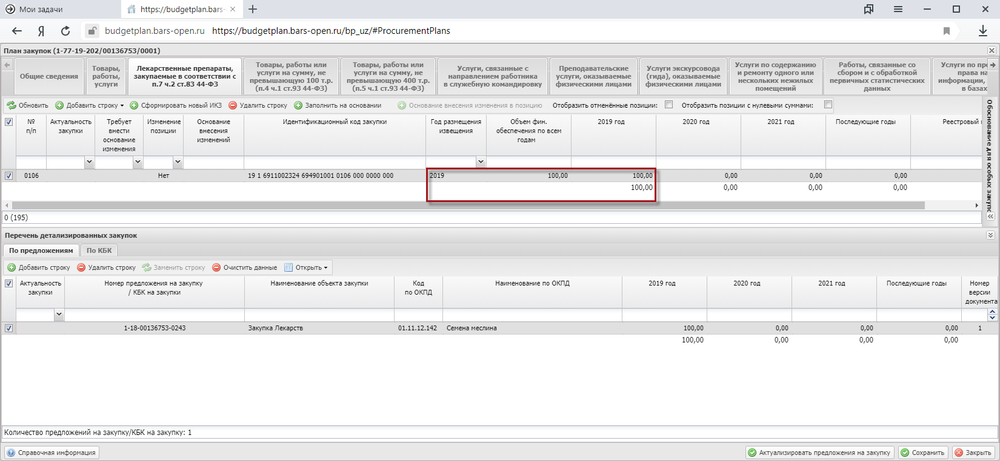 Мои задачи
https://budgetplan.bars-
Я
budgetplan.bars-open.ru https://budgetplan.bars-open.ru/bp_uz/#ProcurementPlans
План закупок (1-77-19-202/00136753/0001)
Общие сведения
Товары,
работы,
услуги
Лекарственные препараты,
закупаемые в соответствии с
п.7 ч.2 ст.83 44-ФЗ
Товары, работы или
услуги на сумму, не
превышающую 100 т.р.
(п.4 ч.1 ст.93 44-ФЗ)
Товары, работы или
услуги на сумму, не
превышающую 400 т.р.
(п.5 ч.1 ст.93 44-ФЗ)
Услуги, связанные с
направлением работника
в служебную командировку
Преподавательские
услуги, оказываемые
физическими лицами
Услуги экскурсовода
(гида), оказываемые
физическими лицами
Услуги по содержанию
и ремонту одного или
нескольких нежилых
помещений
Работы, связанные со
сбором и с обработкой
первичных статистических
данных
Услуги по пр
права на
информации,
в базах
Обновить Добавить строку Сформировать новый ИКЗ Удалить строку Заполнить на основании Основание внесения изменения в позицию Отобразить отменённые позиции: Отобразить позиции с нулевыми суммами:
Обоснование для особых закупо
№
п/п
Актуальность
закупки
Требует
внести
основание
изменения
Изменение
позиции
Основание
внесения
изменений
Идентификационный код закупки
Год размещения
извещения
Объем фин.
обеспечения по всем
годам
2019 год
2020 год
2021 год
Последующие годы
Реестровый
0106 Нет 19 1 6911002324 694901001 0106 000 0000 000 2019 100,00 100,00 0,00 0,00 0,00
100,00 0,00 0,00 0,00
0 (195)
Перечень детализированных закупок
По предложениям По КБК
Добавить строку Удалить строку Заменить строку Очистить данные Открыть
Актуальность
закупки
Номер предложения на закупку
/ КБК на закупки
Наименование объекта закупки
Код
по ОКПД
Наименование по ОКПД
2019 год
2020 год
2021 год
Последующие годы
Номер
версии
документа
1-18-00136753-0243 Закупка Лекарств 01.11.12.142 Семена меслина 100,00 0,00 0,00 0,00 1
100,00 0,00 0,00 0,00
Количество предложений на закупку/КБК на закупку: 1
Справочная информация Актуализировать предложения на закупку Сохранить Закрыть